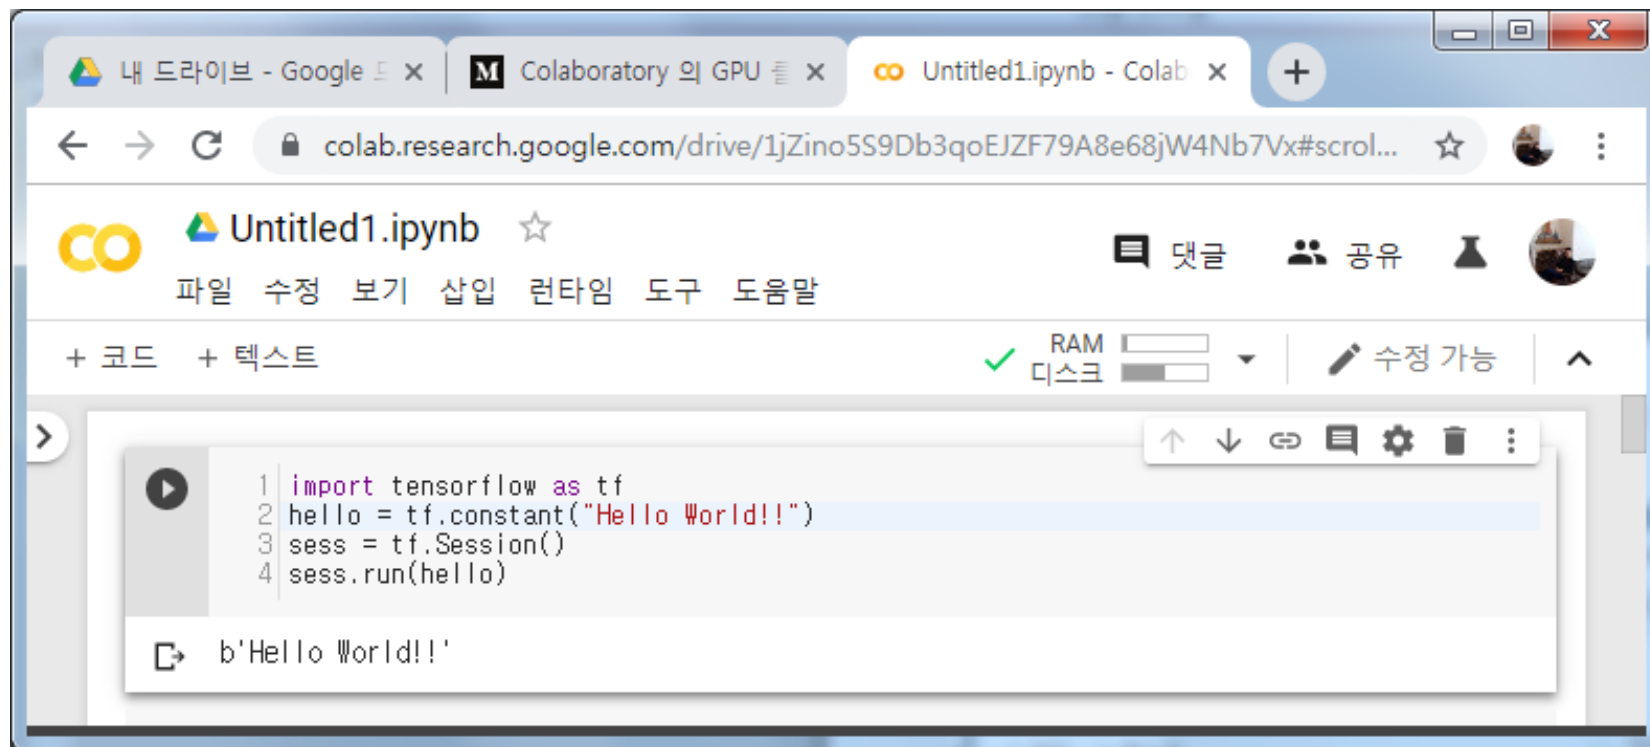 내 드라이브 - Google
M Colaboratory 의 GPU 를
Untitled1.ipynb - Colab
colab.research.google.com/drive/1jZino5S9Db3qoEJZF79A8e68jW4Nb7Vx#scrol...
Untitled1.ipynb
댓글 공유
파일 수정 보기 삽입 런타임 도구 도움말
+ 코드 + 텍스트
RAM
디스크
수정 가능
1 import tensorflow as tf
2 hello = tf.constant("Hello World!!")
3 sess = tf.Session()
4 sess.run(hello)
b'Hello World!!'